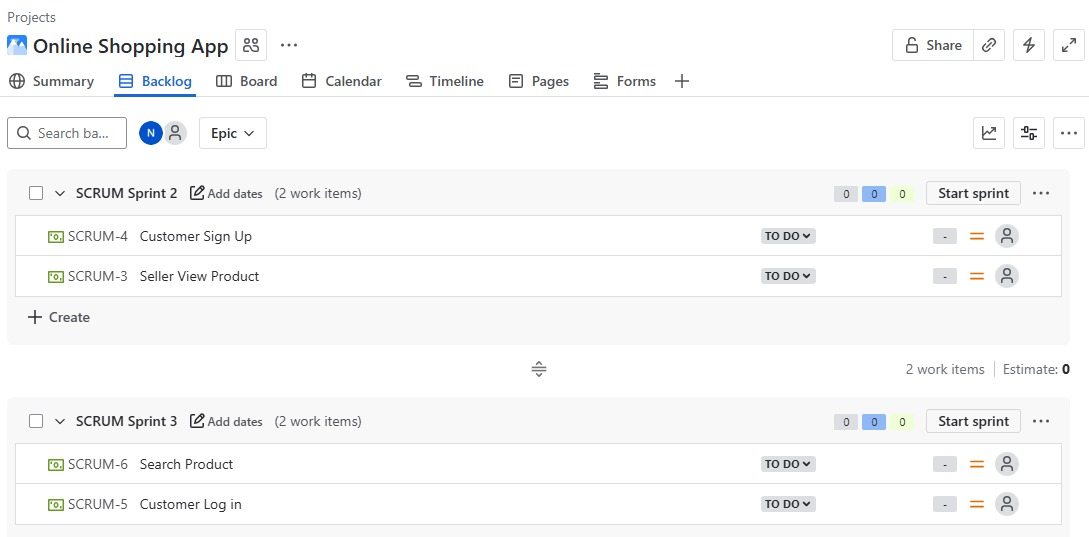 Projects
Online Shopping App
Share
Summary Backlog Board Calendar Timeline Pages Forms
Search ba... N Epic
SCRUM Sprint 2 Add dates (2 work items) 0 0 0 Start sprint
SCRUM-4 Customer Sign Up TO DO -
SCRUM-3 Seller View Product TO DO -
Create
2 work items Estimate: 0
SCRUM Sprint 3 Add dates (2 work items) 0 0 0 Start sprint
SCRUM-6 Search Product TO DO -
SCRUM-5 Customer Log in TO DO -